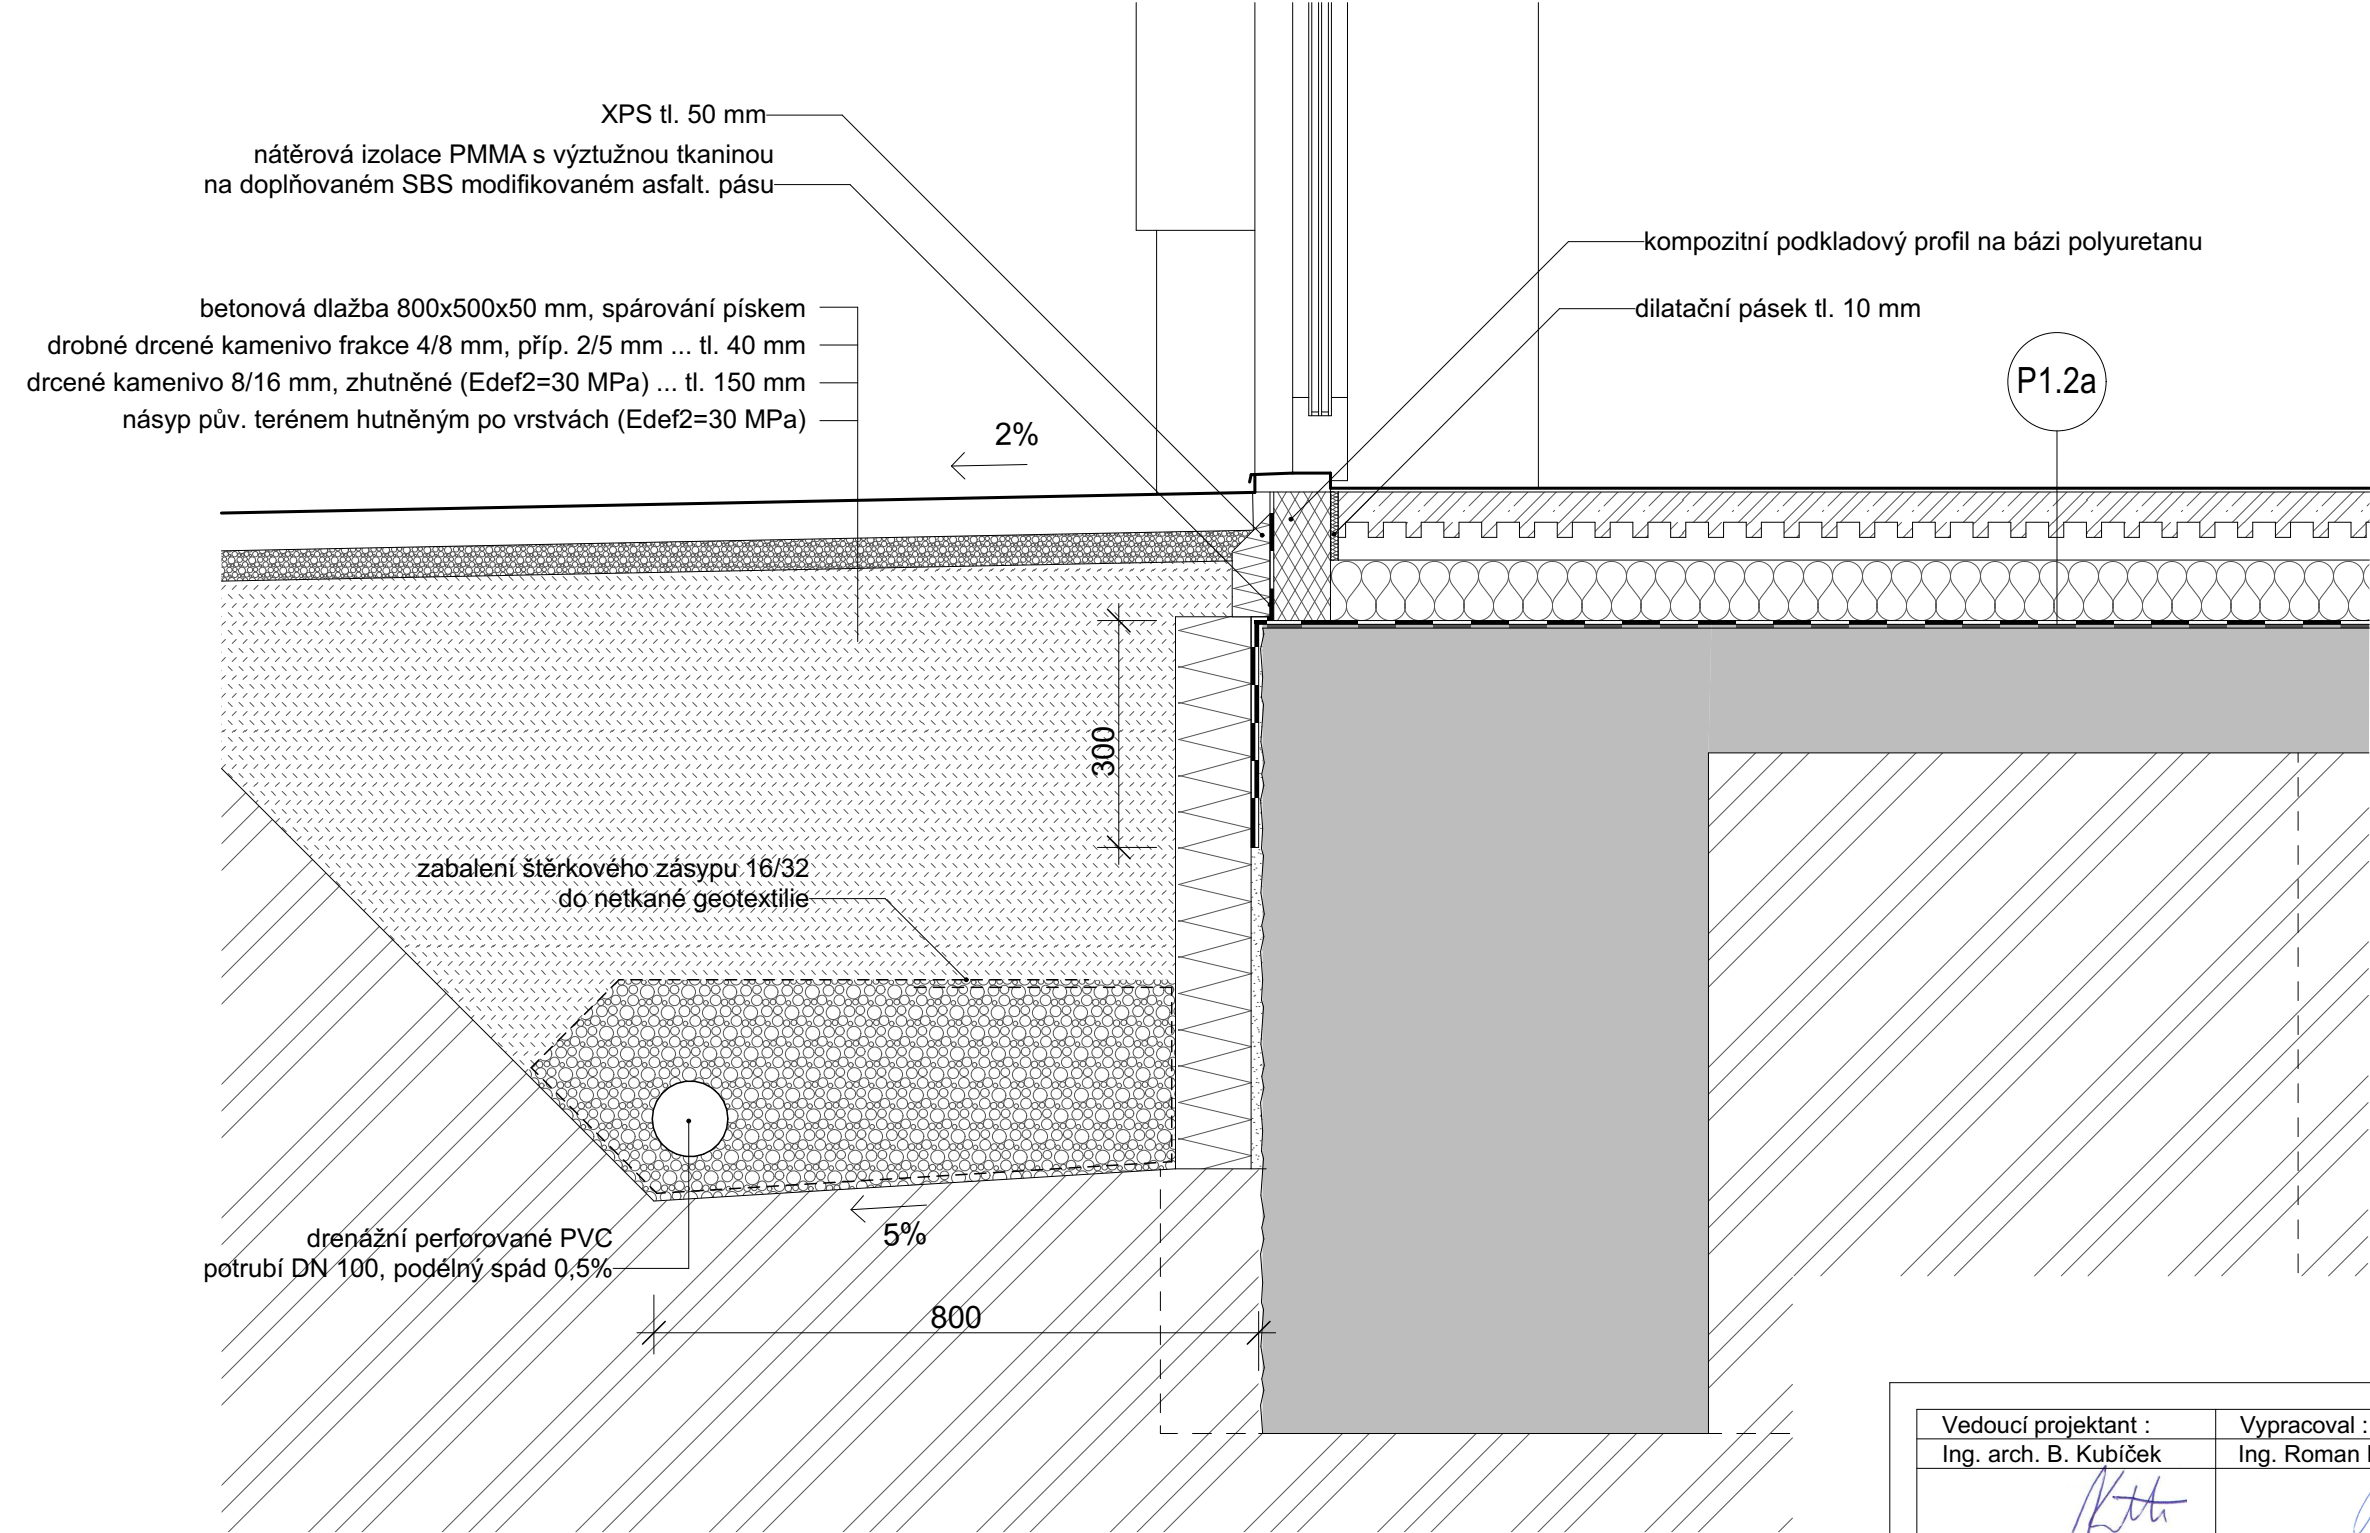 XPS tl. 50 mm
nátěrová izolace PMMA s výztužnou tkaninou
na doplňovaném SBS modifikovaném asfalt. pásu
kompozitní podkladový profil na bázi polyuretanu
betonová dlažba 800x500x50 mm, spárování pískem
dilatační pásek tl. 10 mm
drobné drcené kamenivo frakce 4/8 mm, příp. 2/5 mm ... tl. 40 mm
drcené kamenivo 8/16 mm, zhutněné (Edef2=30 MPa) ... tl. 150 mm
násyp pův. terénem hutněným po vrstvách (Edef2=30 MPa)
P1.2a
2%
300
zabalení štěrkového zásypu 16/32
do netkané geotextilie
5%
drenážní perforované PVC
potrubí DN 100, podélný spád 0,5%
800
Vedoucí projektant :
Vypracoval :
Ing. arch. B. Kubíček
Ing. Roman